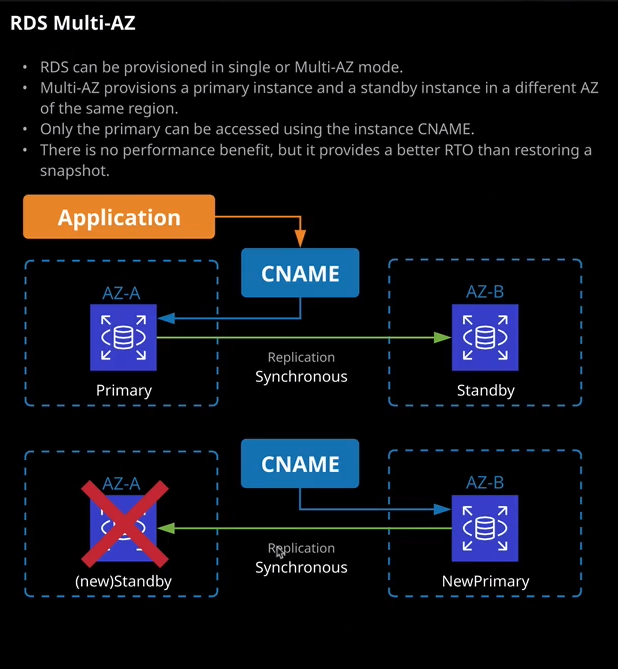 RDS Multi-AZ
• RDS can be provisioned in single or Multi-AZ mode.
• Multi-AZ provisions a primary instance and a standby instance in a different AZ
of the same region.
• Only the primary can be accessed using the instance CNAME.
• There is no performance benefit, but it provides a better RTO than restoring a
snapshot.
Application
CNAME
AZ-A
AZ-B
Replication
Synchronous
Primary
Standby
CNAME
AZ-A
AZ-B
Replication
Synchronous
(new)Standby
NewPrimary